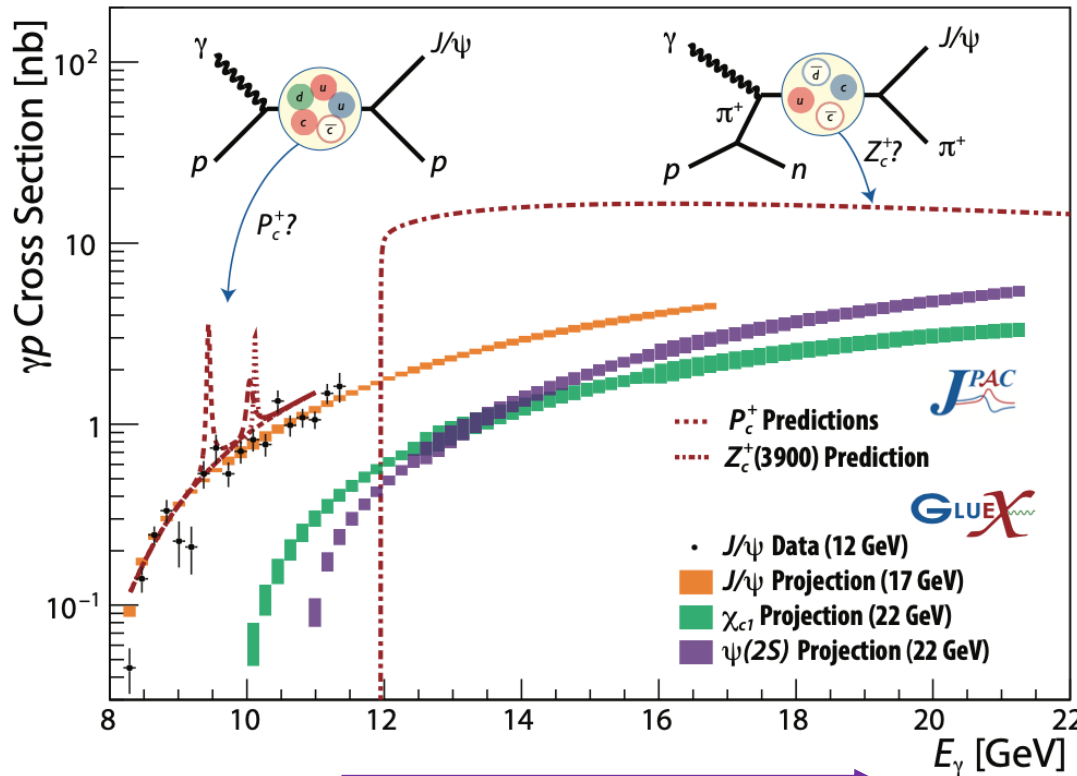 γp Cross Section [nb]
10²
10
1
10⁻¹
γ
p
d
u
u
c
c̅
J/ψ
p
P_c^+?
γ
π⁺
p
n
d̅
u
c
c̅
J/ψ
π⁺
Z_c^+?
JPAC
P_c^+ Predictions
Z_c^+(3900) Prediction
GLUEX
J/ψ Data (12 GeV)
J/ψ Projection (17 GeV)
χ_c1 Projection (22 GeV)
ψ(2S) Projection (22 GeV)
8
10
12
14
16
18
20
22
E_γ [GeV]